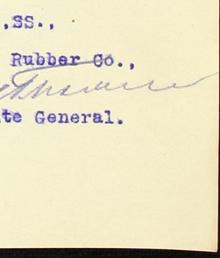 ,SS.,
Rubber Co.,
te General.